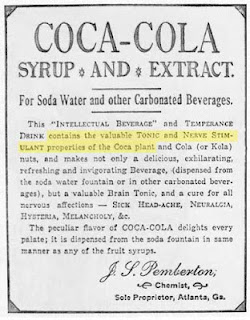 COCA-COLA
SYRUP * AND * EXTRACT.
For Soda Water and other Carbonated Beverages.
This "INTELLECTUAL BEVERAGE" and TEMPERANCE
DRINK contains the valuable TONIC and NERVE STIM-
ULANT properties of the Coca plant and Cola (or Kola)
nuts, and makes not only a delicious, exhilarating,
refreshing and invigorating Beverage, (dispensed from
the soda water fountain or in other carbonated bever-
ages), but a valuable Brain Tonic, and a cure for all
nervous affections — SICK HEAD-ACHE, NEURALGIA,
HYSTERIA, MELANCHOLY, &c.
The peculiar flavor of COCA-COLA delights every
palate; it is dispensed from the soda fountain in same
manner as any of the fruit syrups.
J. S. Pemberton;
Chemist,
Sole Proprietor, Atlanta, Ga.